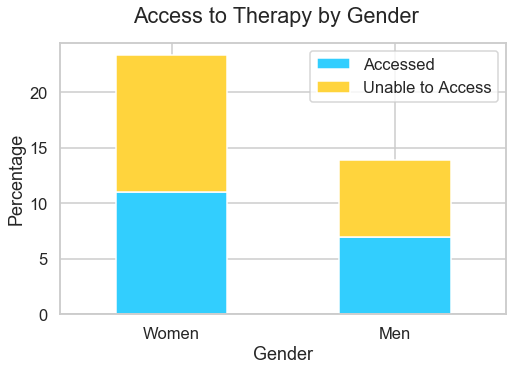 Access to Therapy by Gender
Accessed
Unable to Access
Percentage
20
15
10
5
0
Women
Men
Gender